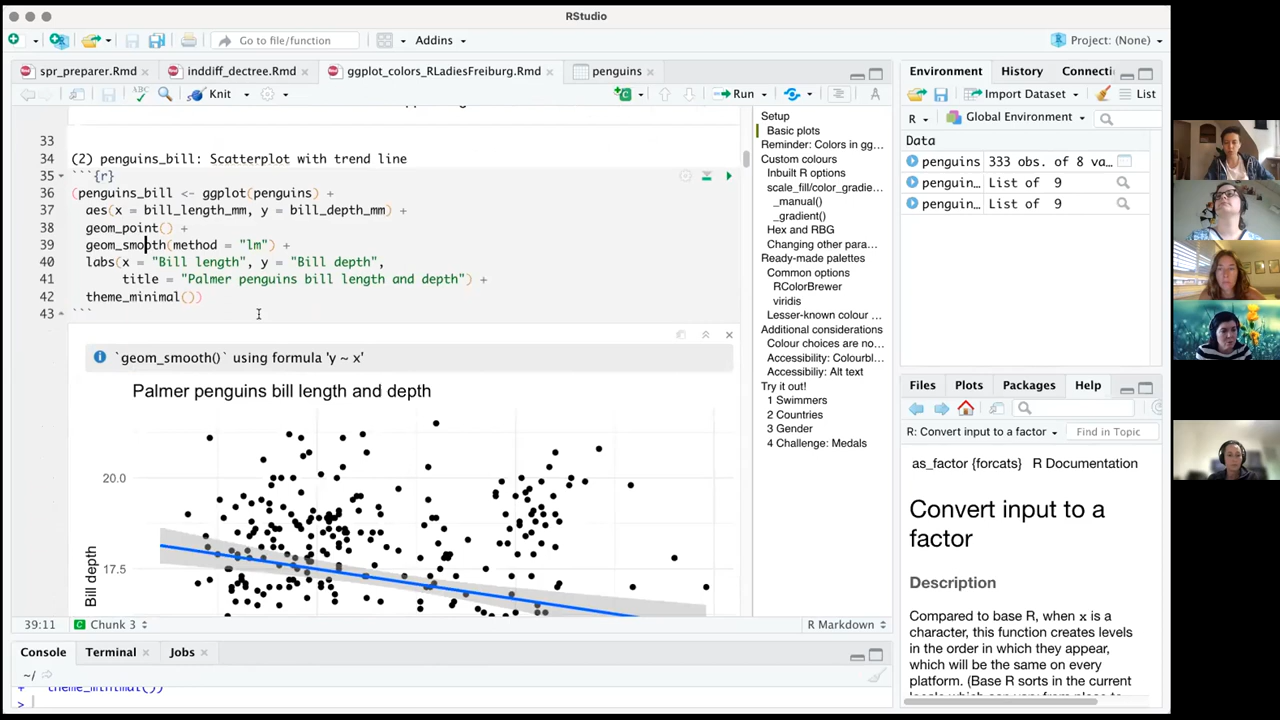 RStudio
Go to file/function
Addins
Project: (None)
spr_preparer.Rmd
inddiff_dectree.Rmd
ggplot_colors_RLadiesFreiburg.Rmd
penguins
ABC
Knit
Run
33
34 (2) penguins_bill: Scatterplot with trend line
35 ```{r}
36 (penguins_bill <- ggplot(penguins) +
37 aes(x = bill_length_mm, y = bill_depth_mm) +
38 geom_point() +
39 geom_smooth(method = "lm") +
40 labs(x = "Bill length", y = "Bill depth",
41 title = "Palmer penguins bill length and depth") +
42 theme_minimal())
43 ```
`geom_smooth()` using formula 'y ~ x'
Palmer penguins bill length and depth
20.0
17.5
Bill depth
39:11
Chunk 3
R Markdown
Setup
Basic plots
Reminder: Colors in gg...
Custom colours
Inbuilt R options
scale_fill/color_gradie...
_manual()
_gradient()
Hex and RBG
Changing other para...
Ready-made palettes
Common options
RColorBrewer
viridis
Lesser-known colour ...
Additional considerations
Colour choices are no...
Accessibility: Colourbl...
Accessibiliy: Alt text
Try it out!
1 Swimmers
2 Countries
3 Gender
4 Challenge: Medals
Console
Terminal
Jobs
~/
+ theme_minimal())
>
Environment
History
Connecti
Import Dataset
List
R
Global Environment
Data
penguins 333 obs. of 8 va...
penguin... List of 9
penguin... List of 9
Files
Plots
Packages
Help
R: Convert input to a factor
Find in Topic
as_factor {forcats}
R Documentation
Convert input to a
factor
Description
Compared to base R, when x is a
character, this function creates levels
in the order in which they appear,
which will be the same on every
platform. (Base R sorts in the current